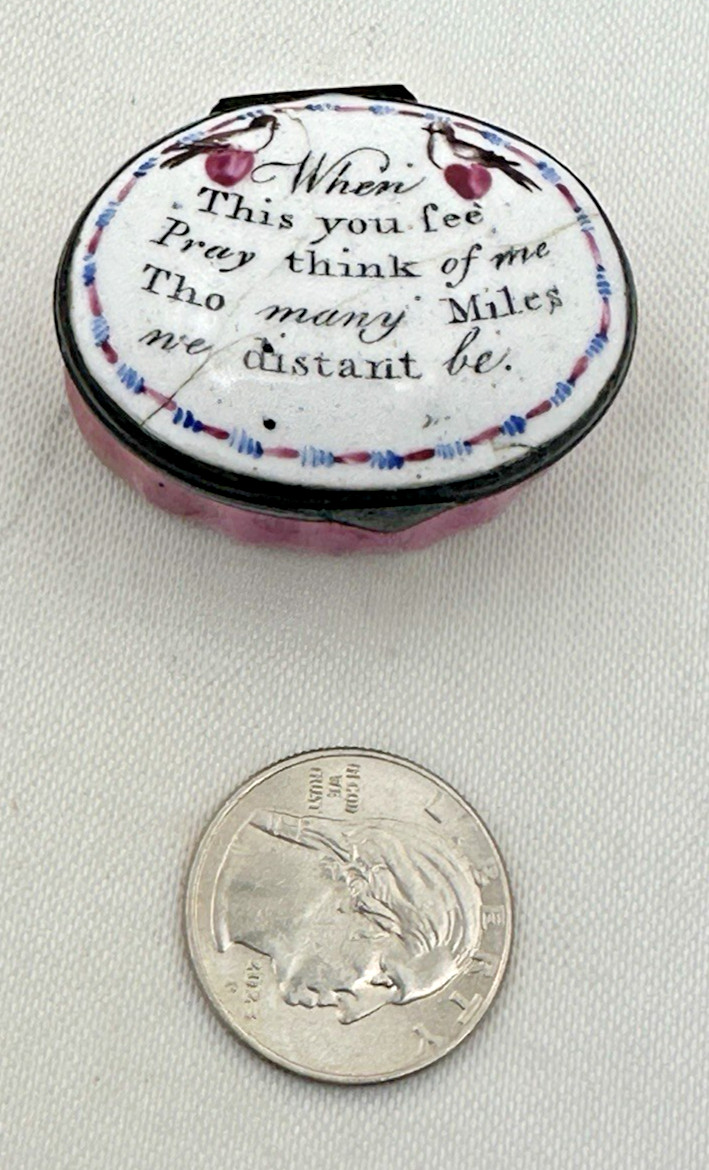 When
This you ſee
Pray think of me
Tho many Miles
we distant be.
IN GOD
WE
TRUST
LIBERTY
P